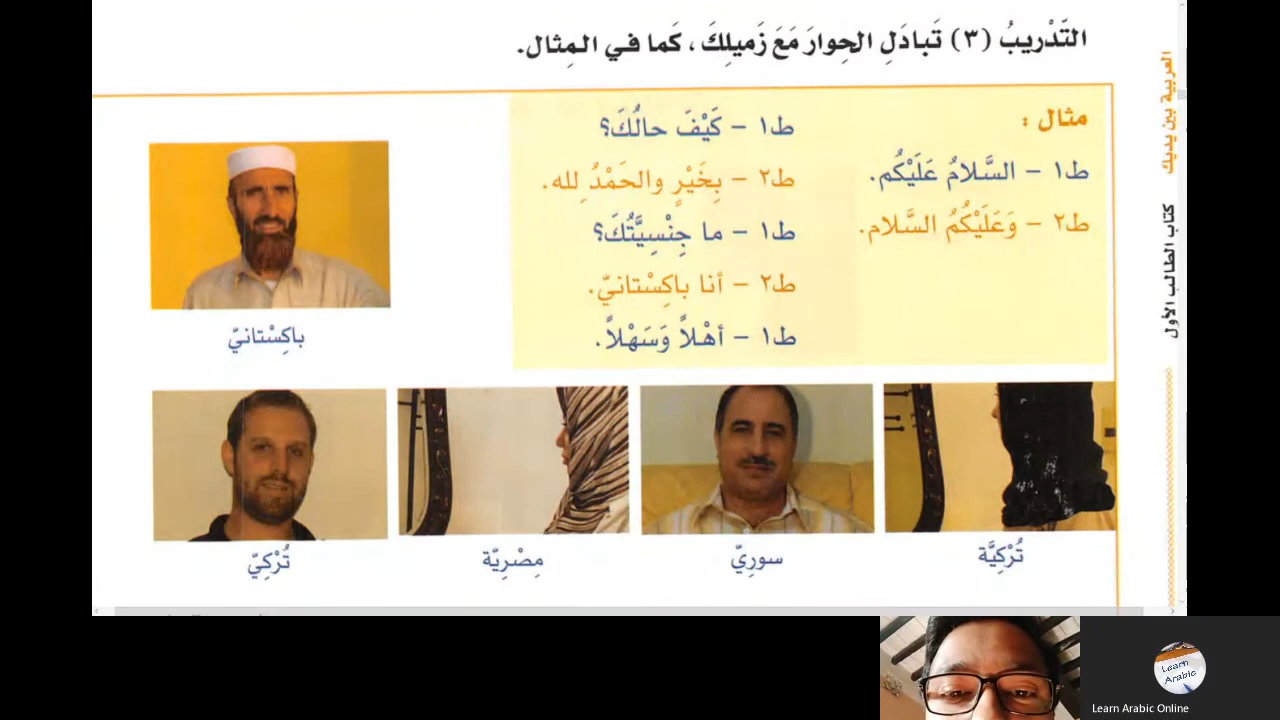 التَّدْرِيبُ (٣) تَبادَلِ الحِوارَ مَعَ زَميلِكَ، كَما في المِثال.
مثال :
ط١ – السَّلامُ عَلَيْكُم.
ط٢ – وَعَلَيْكُمُ السَّلام.
ط١ – كَيْفَ حالُكَ؟
ط٢ – بِخَيْرٍ والحَمْدُ لِله.
ط١ – ما جِنْسِيَّتُكَ؟
ط٢ – أنا باكِسْتانيّ.
ط١ – أهْلاً وَسَهْلاً.
باكِسْتانيّ
تُرْكِيَّة
سورِيّ
مِصْرِيّة
تُرْكِيّ
العربية بين يديك
كتاب الطالب الأول
Learn
Arabic
Learn Arabic Online